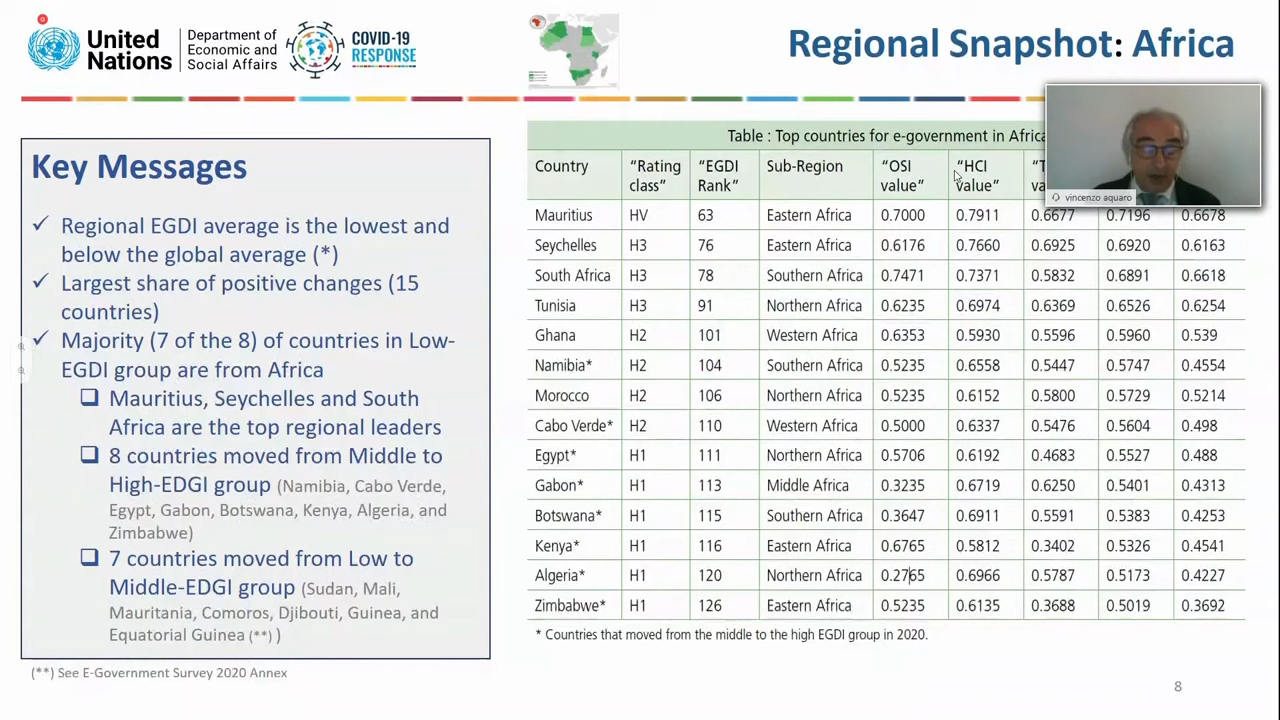 United Nations
Department of Economic and Social Affairs
COVID-19 RESPONSE
Regional Snapshot: Africa
Key Messages
✓ Regional EGDI average is the lowest and
below the global average (*)
✓ Largest share of positive changes (15
countries)
✓ Majority (7 of the 8) of countries in Low-
EGDI group are from Africa
❑ Mauritius, Seychelles and South
Africa are the top regional leaders
❑ 8 countries moved from Middle to
High-EDGI group (Namibia, Cabo Verde,
Egypt, Gabon, Botswana, Kenya, Algeria, and
Zimbabwe)
❑ 7 countries moved from Low to
Middle-EDGI group (Sudan, Mali,
Mauritania, Comoros, Djibouti, Guinea, and
Equatorial Guinea (**) )
(**) See E-Government Survey 2020 Annex
Table : Top countries for e-government in Africa
Country “Rating class” “EGDI Rank” Sub-Region “OSI value” “HCI value”
vincenzo aquaro
Mauritius HV 63 Eastern Africa 0.7000 0.7911 0.6677 0.7196 0.6678
Seychelles H3 76 Eastern Africa 0.6176 0.7660 0.6925 0.6920 0.6163
South Africa H3 78 Southern Africa 0.7471 0.7371 0.5832 0.6891 0.6618
Tunisia H3 91 Northern Africa 0.6235 0.6974 0.6369 0.6526 0.6254
Ghana H2 101 Western Africa 0.6353 0.5930 0.5596 0.5960 0.539
Namibia* H2 104 Southern Africa 0.5235 0.6558 0.5447 0.5747 0.4554
Morocco H2 106 Northern Africa 0.5235 0.6152 0.5800 0.5729 0.5214
Cabo Verde* H2 110 Western Africa 0.5000 0.6337 0.5476 0.5604 0.498
Egypt* H1 111 Northern Africa 0.5706 0.6192 0.4683 0.5527 0.488
Gabon* H1 113 Middle Africa 0.3235 0.6719 0.6250 0.5401 0.4313
Botswana* H1 115 Southern Africa 0.3647 0.6911 0.5591 0.5383 0.4253
Kenya* H1 116 Eastern Africa 0.6765 0.5812 0.3402 0.5326 0.4541
Algeria* H1 120 Northern Africa 0.2765 0.6966 0.5787 0.5173 0.4227
Zimbabwe* H1 126 Eastern Africa 0.5235 0.6135 0.3688 0.5019 0.3692
* Countries that moved from the middle to the high EGDI group in 2020.
8